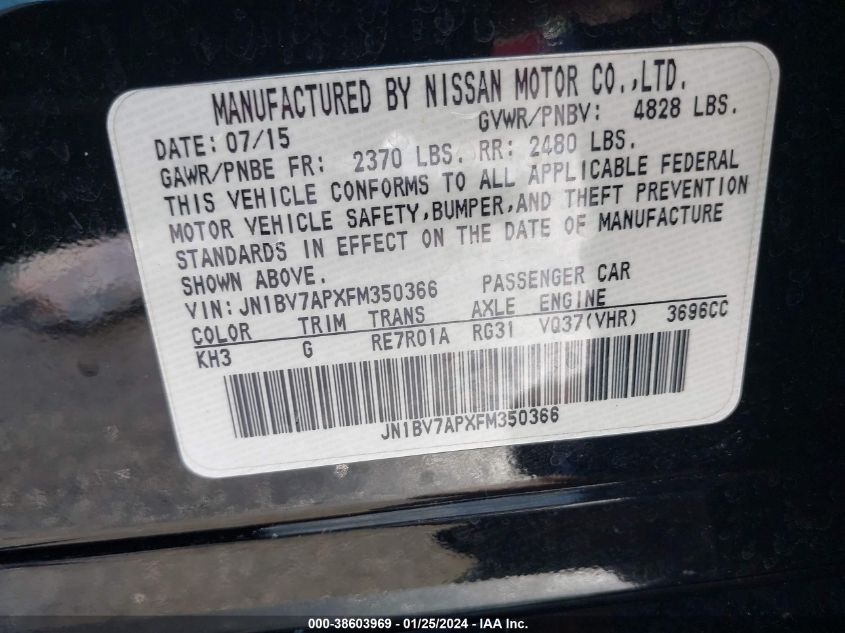 MANUFACTURED BY NISSAN MOTOR CO.,LTD.
DATE: 07/15 GVWR/PNBV: 4828 LBS.
GAWR/PNBE FR: 2370 LBS. RR: 2480 LBS.
THIS VEHICLE CONFORMS TO ALL APPLICABLE FEDERAL
MOTOR VEHICLE SAFETY,BUMPER,AND THEFT PREVENTION
STANDARDS IN EFFECT ON THE DATE OF MANUFACTURE
SHOWN ABOVE.
VIN:JN1BV7APXFM350366 PASSENGER CAR
COLOR TRIM TRANS AXLE ENGINE
KH3 G RE7R01A RG31 VQ37(VHR) 3696CC
JN1BV7APXFM350366
000-38603969 - 01/25/2024 - © IAA, Inc.